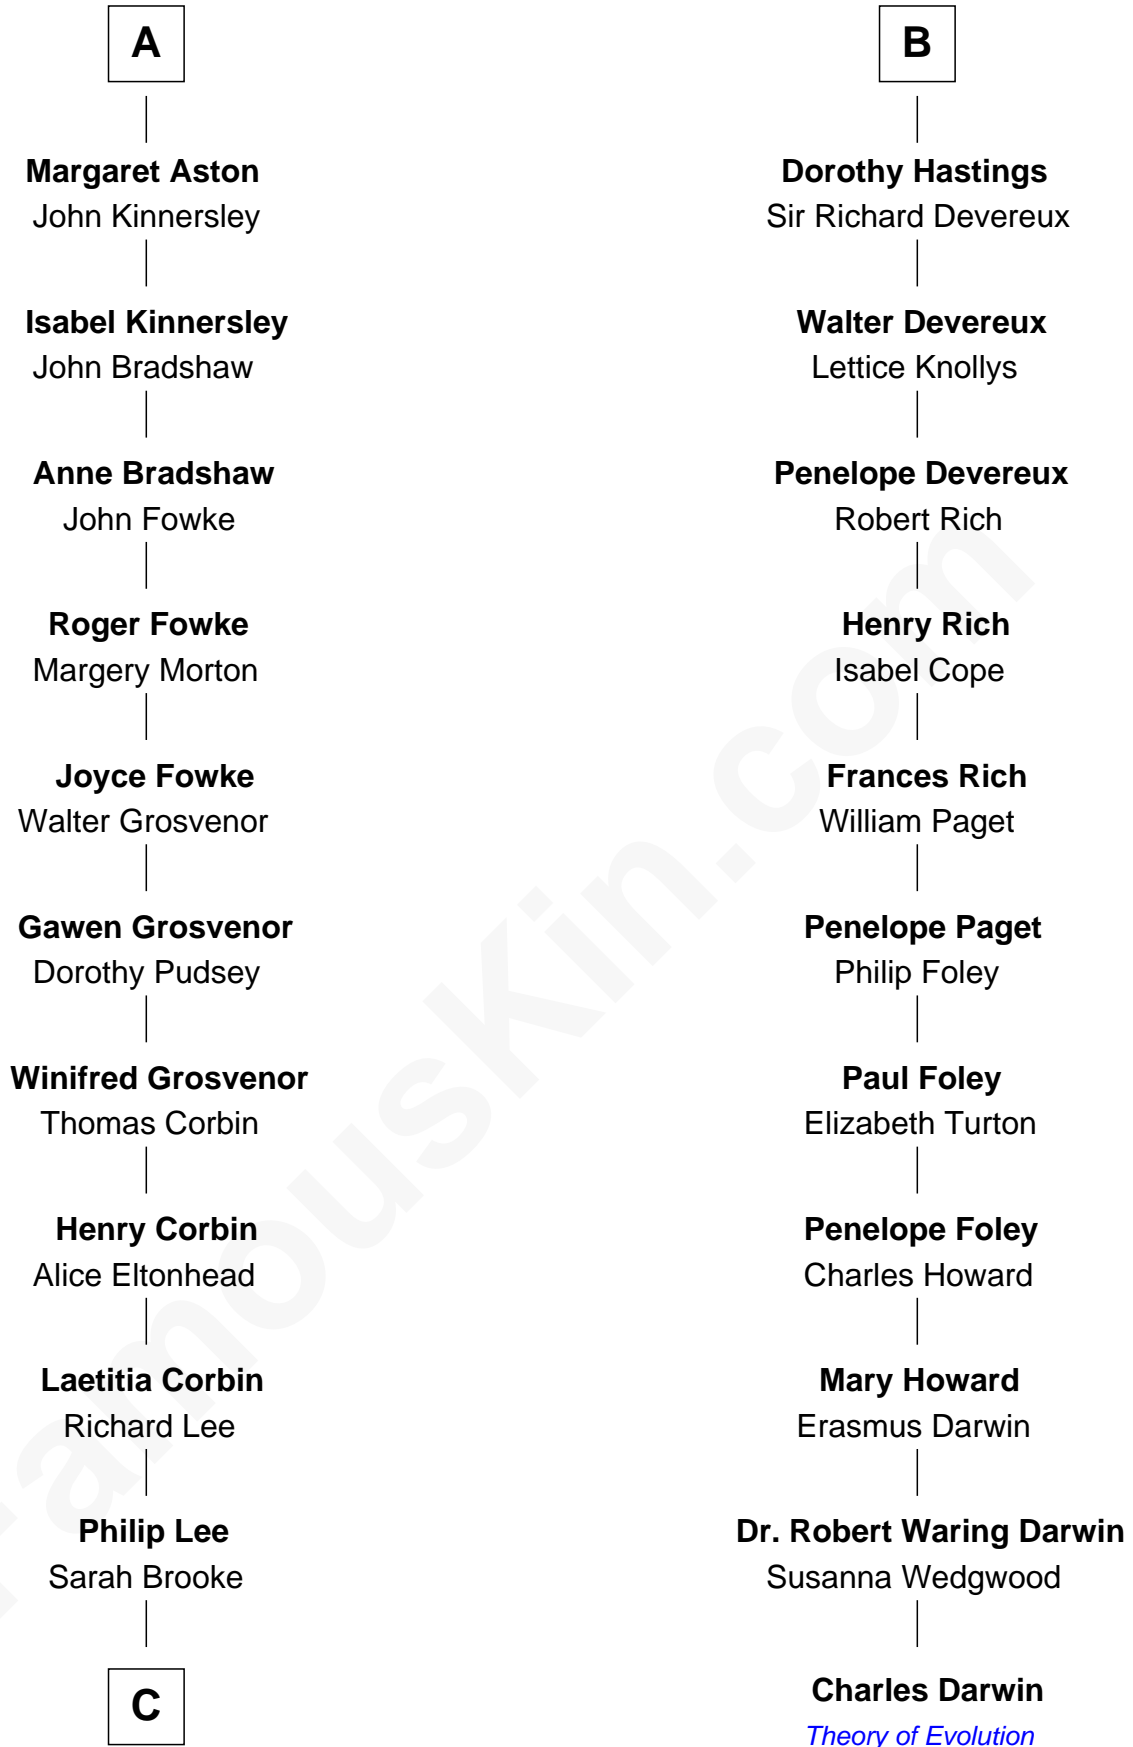 A
Margaret Aston
John Kinnersley
Isabel Kinnersley
John Bradshaw
Anne Bradshaw
John Fowke
Roger Fowke
Margery Morton
Joyce Fowke
Walter Grosvenor
Gawen Grosvenor
Dorothy Pudsey
Winifred Grosvenor
Thomas Corbin
Henry Corbin
Alice Eltonhead
Laetitia Corbin
Richard Lee
Philip Lee
Sarah Brooke
C
B
Dorothy Hastings
Sir Richard Devereux
Walter Devereux
Lettice Knollys
Penelope Devereux
Robert Rich
Henry Rich
Isabel Cope
Frances Rich
William Paget
Penelope Paget
Philip Foley
Paul Foley
Elizabeth Turton
Penelope Foley
Charles Howard
Mary Howard
Erasmus Darwin
Dr. Robert Waring Darwin
Susanna Wedgwood
Charles Darwin
Theory of Evolution
FamousKin.com